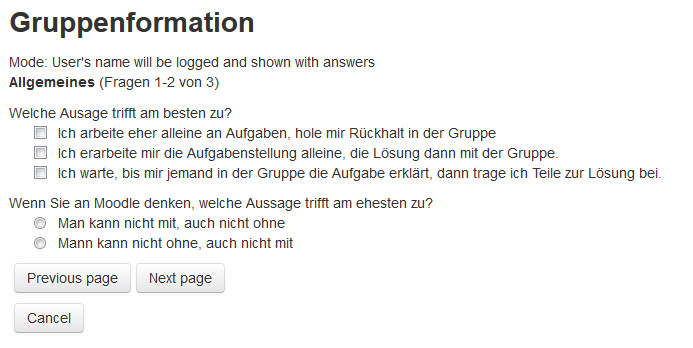 Gruppenformation
Mode: User's name will be logged and shown with answers
Allgemeines (Fragen 1-2 von 3)
Welche Ausage trifft am besten zu?
Ich arbeite eher alleine an Aufgaben, hole mir Rückhalt in der Gruppe
Ich erarbeite mir die Aufgabenstellung alleine, die Lösung dann mit der Gruppe.
Ich warte, bis mir jemand in der Gruppe die Aufgabe erklärt, dann trage ich Teile zur Lösung bei.
Wenn Sie an Moodle denken, welche Aussage trifft am ehesten zu?
Man kann nicht mit, auch nicht ohne
Mann kann nicht ohne, auch nicht mit
Previous page Next page
Cancel